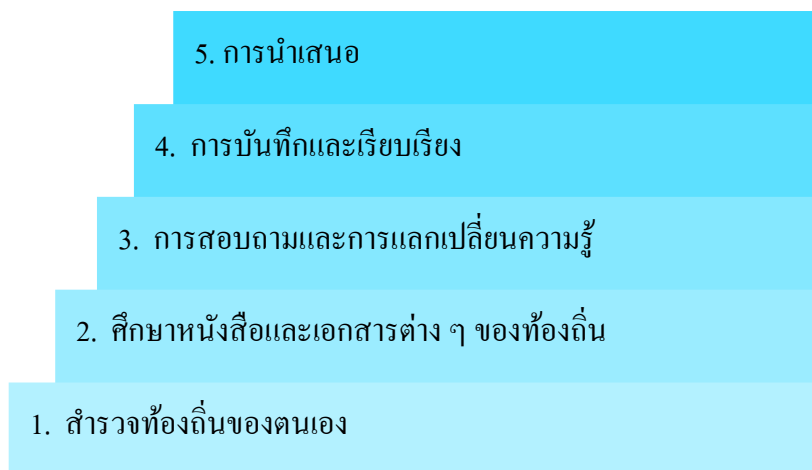 5. การนำเสนอ
4. การบันทึกและเรียบเรียง
3. การสอบถามและการแลกเปลี่ยนความรู้
2. ศึกษาหนังสือและเอกสารต่าง ๆ ของท้องถิ่น
1. สำรวจท้องถิ่นของตนเอง